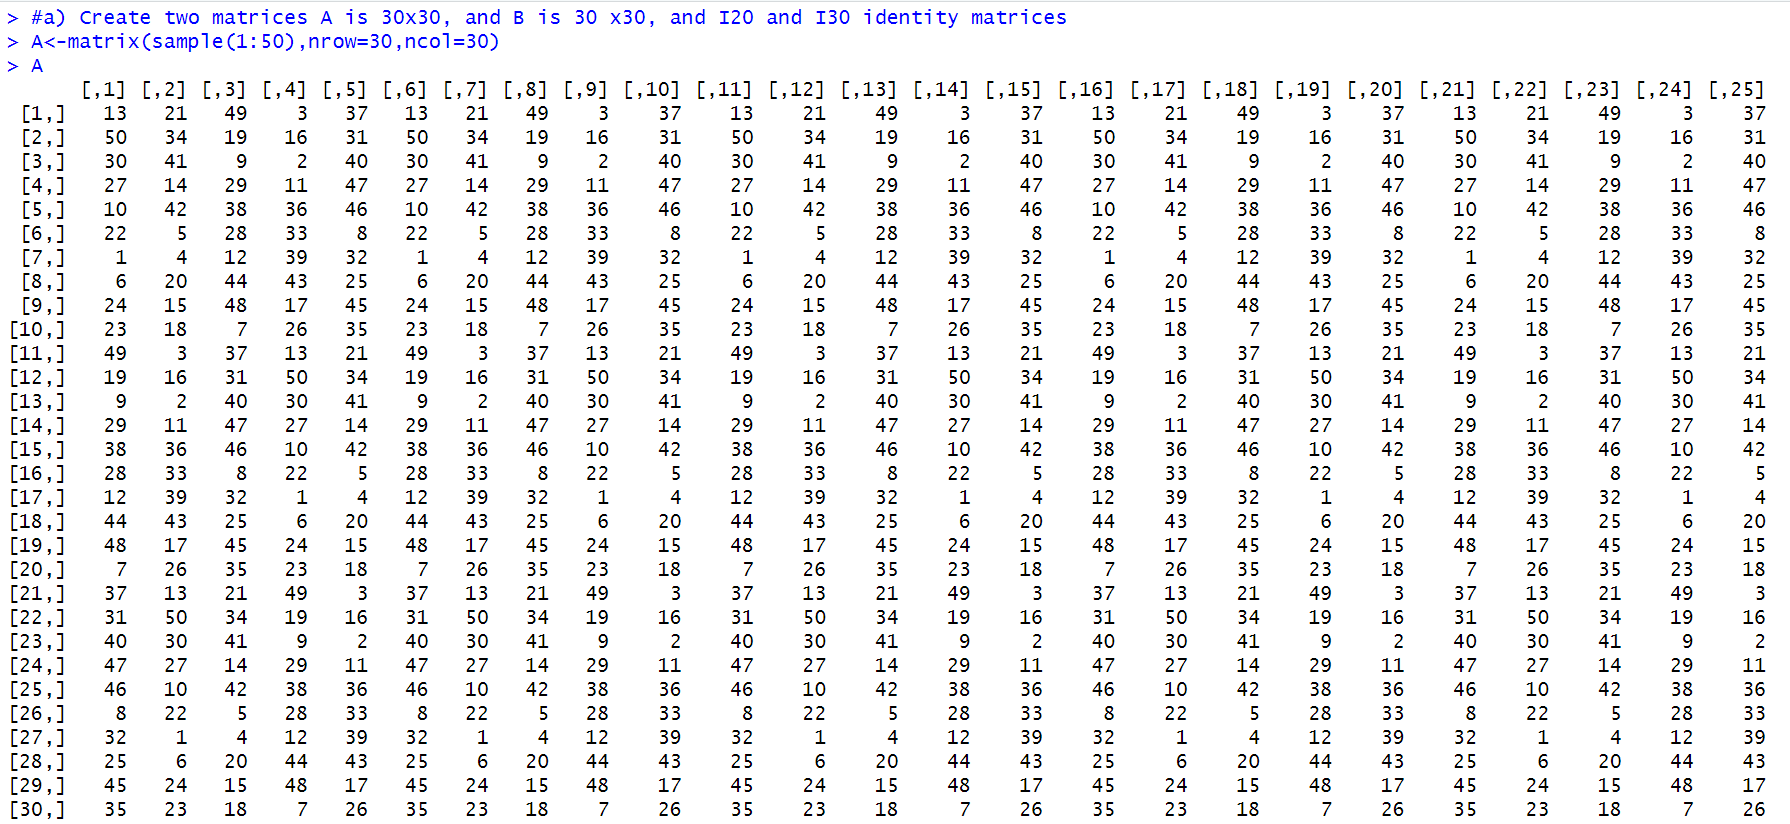 > #a) Create two matrices A is 30x30, and B is 30 x30, and I20 and I30 identity matrices
> A<-matrix(sample(1:50),nrow=30,ncol=30)
> A
[,1] [,2] [,3] [,4] [,5] [,6] [,7] [,8] [,9] [,10] [,11] [,12] [,13] [,14] [,15] [,16] [,17] [,18] [,19] [,20] [,21] [,22] [,23] [,24] [,25]
[1,] 13 21 49 3 37 13 21 49 3 37 13 21 49 3 37 13 21 49 3 37 13 21 49 3 37
[2,] 50 34 19 16 31 50 34 19 16 31 50 34 19 16 31 50 34 19 16 31 50 34 19 16 31
[3,] 30 41 9 2 40 30 41 9 2 40 30 41 9 2 40 30 41 9 2 40 30 41 9 2 40
[4,] 27 14 29 11 47 27 14 29 11 47 27 14 29 11 47 27 14 29 11 47 27 14 29 11 47
[5,] 10 42 38 36 46 10 42 38 36 46 10 42 38 36 46 10 42 38 36 46 10 42 38 36 46
[6,] 22 5 28 33 8 22 5 28 33 8 22 5 28 33 8 22 5 28 33 8 22 5 28 33 8
[7,] 1 4 12 39 32 1 4 12 39 32 1 4 12 39 32 1 4 12 39 32 1 4 12 39 32
[8,] 6 20 44 43 25 6 20 44 43 25 6 20 44 43 25 6 20 44 43 25 6 20 44 43 25
[9,] 24 15 48 17 45 24 15 48 17 45 24 15 48 17 45 24 15 48 17 45 24 15 48 17 45
[10,] 23 18 7 26 35 23 18 7 26 35 23 18 7 26 35 23 18 7 26 35 23 18 7 26 35
[11,] 49 3 37 13 21 49 3 37 13 21 49 3 37 13 21 49 3 37 13 21 49 3 37 13 21
[12,] 19 16 31 50 34 19 16 31 50 34 19 16 31 50 34 19 16 31 50 34 19 16 31 50 34
[13,] 9 2 40 30 41 9 2 40 30 41 9 2 40 30 41 9 2 40 30 41 9 2 40 30 41
[14,] 29 11 47 27 14 29 11 47 27 14 29 11 47 27 14 29 11 47 27 14 29 11 47 27 14
[15,] 38 36 46 10 42 38 36 46 10 42 38 36 46 10 42 38 36 46 10 42 38 36 46 10 42
[16,] 28 33 8 22 5 28 33 8 22 5 28 33 8 22 5 28 33 8 22 5 28 33 8 22 5
[17,] 12 39 32 1 4 12 39 32 1 4 12 39 32 1 4 12 39 32 1 4 12 39 32 1 4
[18,] 44 43 25 6 20 44 43 25 6 20 44 43 25 6 20 44 43 25 6 20 44 43 25 6 20
[19,] 48 17 45 24 15 48 17 45 24 15 48 17 45 24 15 48 17 45 24 15 48 17 45 24 15
[20,] 7 26 35 23 18 7 26 35 23 18 7 26 35 23 18 7 26 35 23 18 7 26 35 23 18
[21,] 37 13 21 49 3 37 13 21 49 3 37 13 21 49 3 37 13 21 49 3 37 13 21 49 3
[22,] 31 50 34 19 16 31 50 34 19 16 31 50 34 19 16 31 50 34 19 16 31 50 34 19 16
[23,] 40 30 41 9 2 40 30 41 9 2 40 30 41 9 2 40 30 41 9 2 40 30 41 9 2
[24,] 47 27 14 29 11 47 27 14 29 11 47 27 14 29 11 47 27 14 29 11 47 27 14 29 11
[25,] 46 10 42 38 36 46 10 42 38 36 46 10 42 38 36 46 10 42 38 36 46 10 42 38 36
[26,] 8 22 5 28 33 8 22 5 28 33 8 22 5 28 33 8 22 5 28 33 8 22 5 28 33
[27,] 32 1 4 12 39 32 1 4 12 39 32 1 4 12 39 32 1 4 12 39 32 1 4 12 39
[28,] 25 6 20 44 43 25 6 20 44 43 25 6 20 44 43 25 6 20 44 43 25 6 20 44 43
[29,] 45 24 15 48 17 45 24 15 48 17 45 24 15 48 17 45 24 15 48 17 45 24 15 48 17
[30,] 35 23 18 7 26 35 23 18 7 26 35 23 18 7 26 35 23 18 7 26 35 23 18 7 26